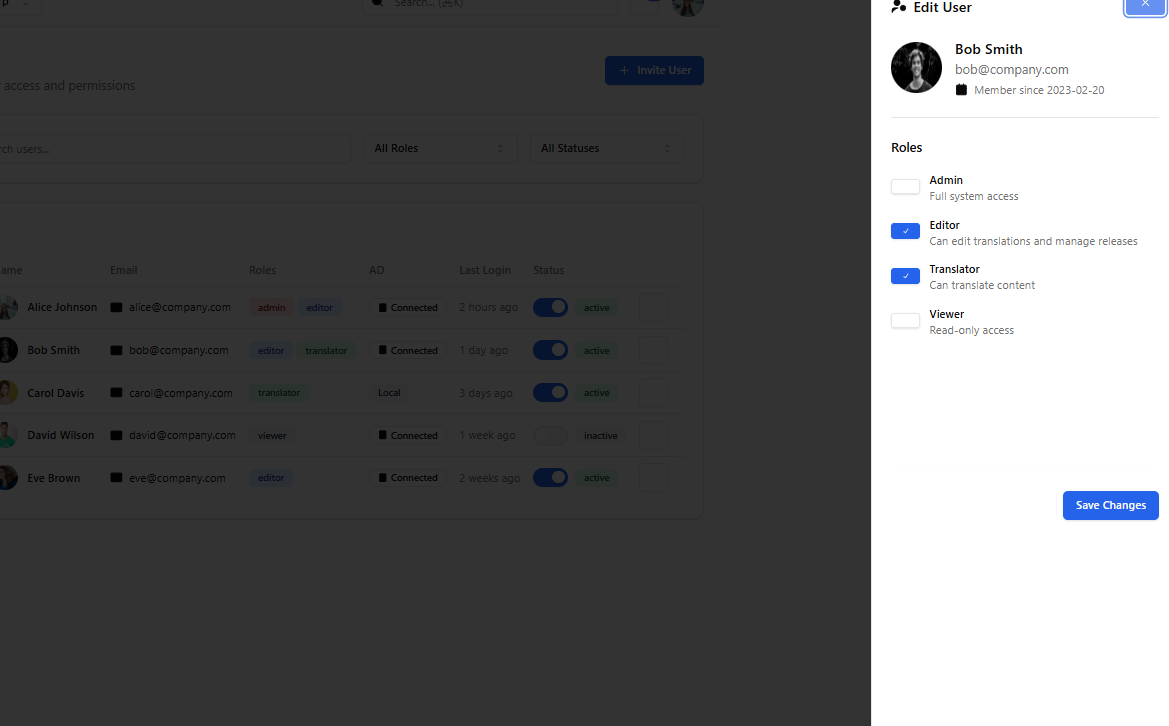 p
Search... (⌘K)
access and permissions
+ Invite User
rch users...
All Roles
All Statuses
ame Email Roles AD Last Login Status
Alice Johnson alice@company.com admin editor Connected 2 hours ago active
Bob Smith bob@company.com editor translator Connected 1 day ago active
Carol Davis carol@company.com translator Local 3 days ago active
David Wilson david@company.com viewer Connected 1 week ago inactive
Eve Brown eve@company.com editor Connected 2 weeks ago active
Edit User
Bob Smith
bob@company.com
Member since 2023-02-20
Roles
Admin
Full system access
Editor
Can edit translations and manage releases
Translator
Can translate content
Viewer
Read-only access
Save Changes